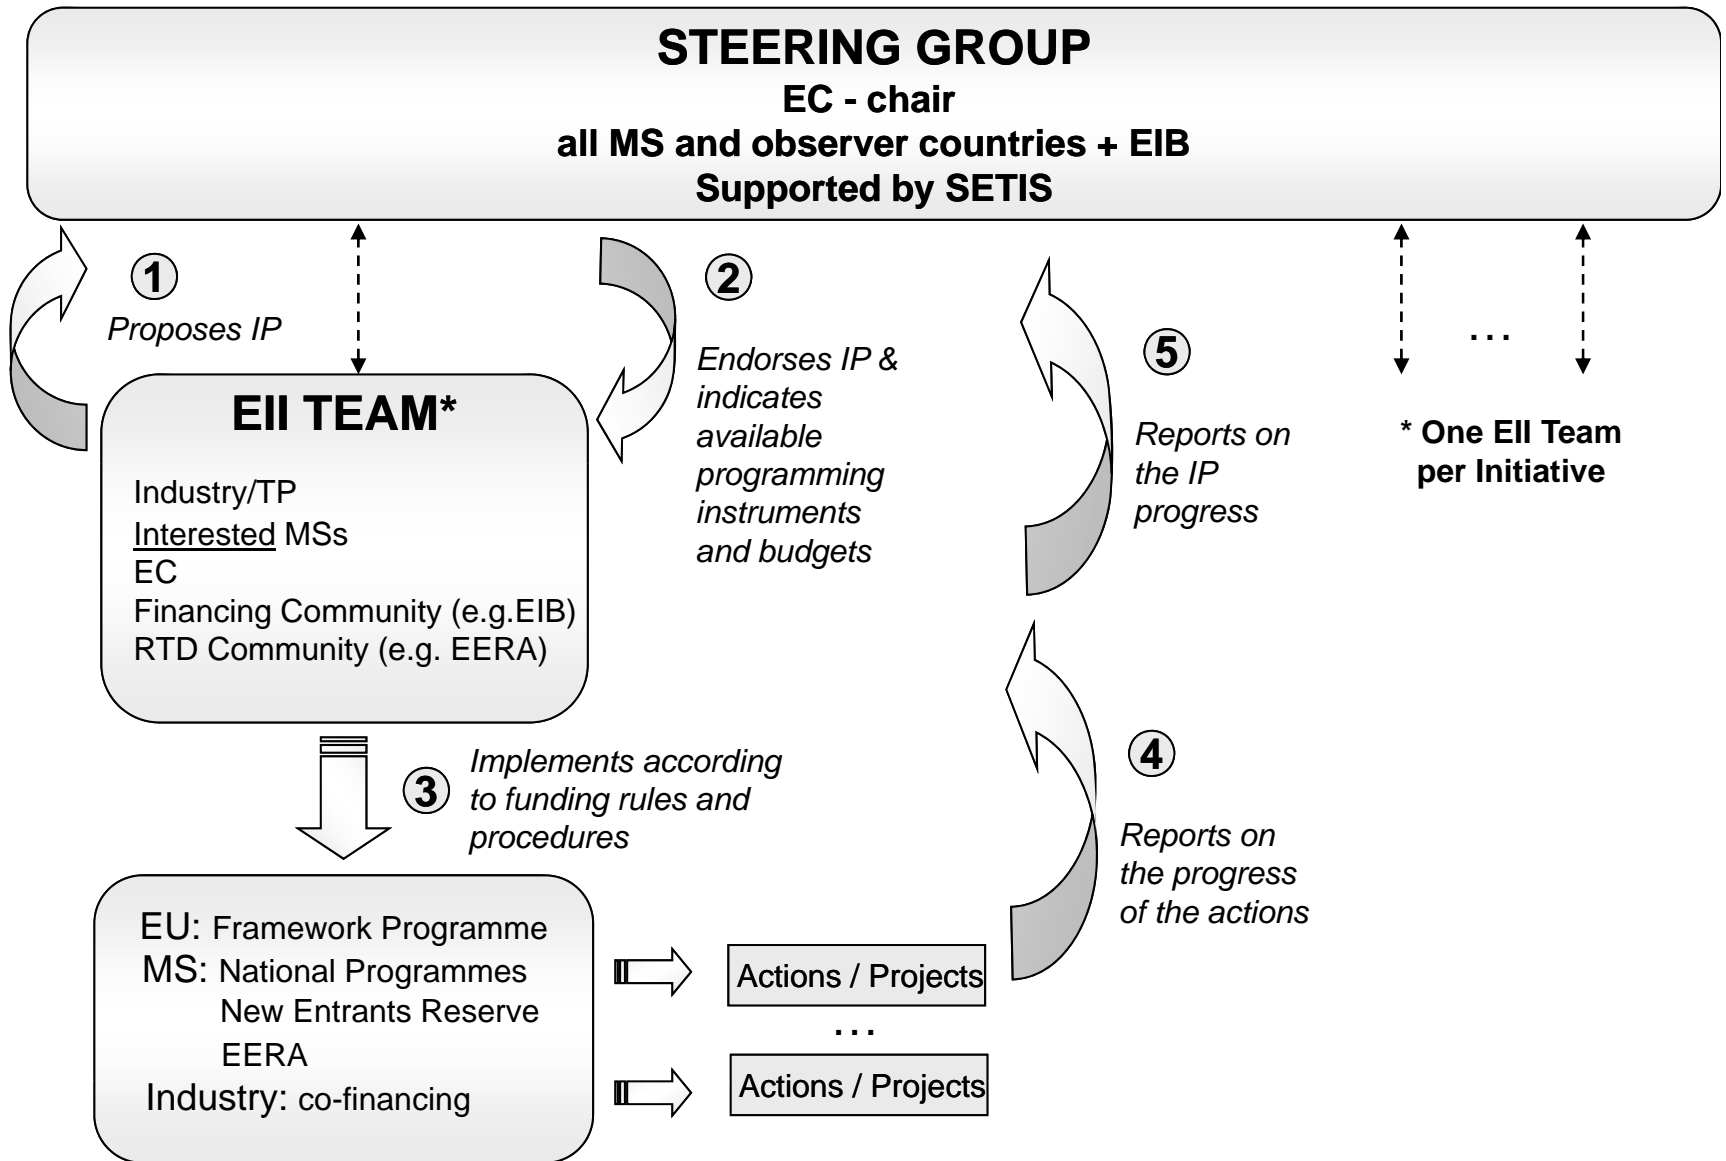 STEERING GROUP
EC - chair
all MS and observer countries + EIB
Supported by SETIS
1
Proposes IP
2
Endorses IP &
indicates
available
programming
instruments
and budgets
5
Reports on
the IP
progress
...
* One EII Team
per Initiative
EII TEAM*
Industry/TP
Interested MSs
EC
Financing Community (e.g.EIB)
RTD Community (e.g. EERA)
3
Implements according
to funding rules and
procedures
4
Reports on
the progress
of the actions
EU: Framework Programme
MS: National Programmes
New Entrants Reserve
EERA
Industry: co-financing
Actions / Projects
...
Actions / Projects